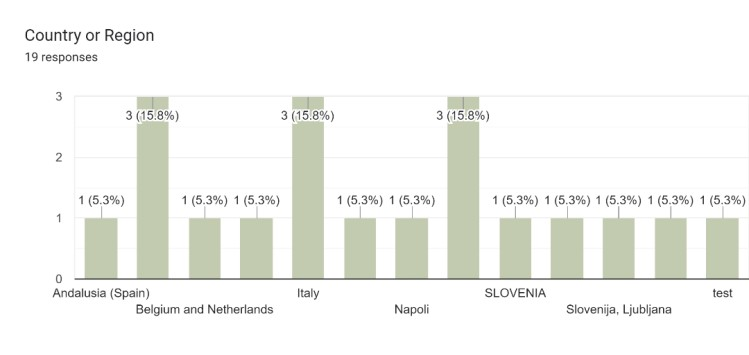 Country or Region
19 responses
3
2
1
0
1 (5.3%)
3 (15.8%)
1 (5.3%)
1 (5.3%)
3 (15.8%)
1 (5.3%)
1 (5.3%)
3 (15.8%)
1 (5.3%)
1 (5.3%)
1 (5.3%)
1 (5.3%)
1 (5.3%)
Andalusia (Spain)
Belgium and Netherlands
Italy
Napoli
SLOVENIA
Slovenija, Ljubljana
test